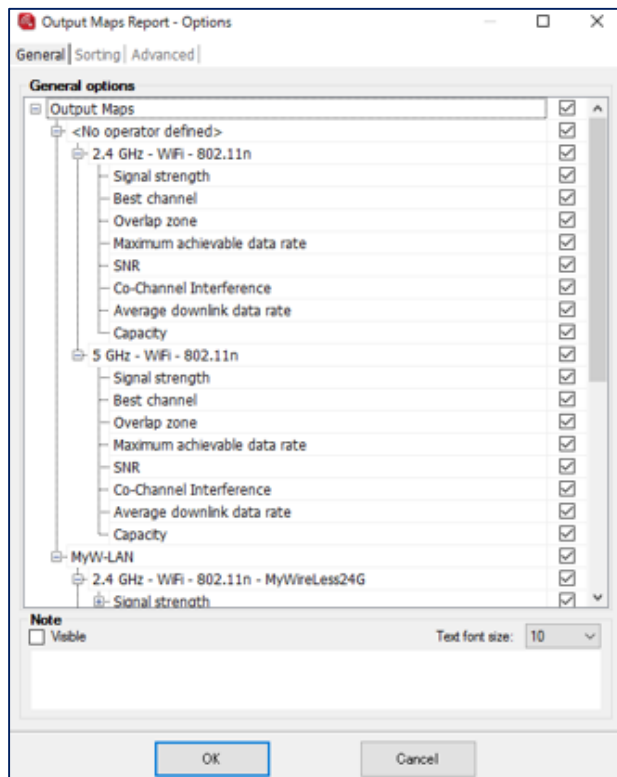 Output Maps Report - Options
General Sorting Advanced
General options
Output Maps
<No operator defined>
2.4 GHz - WiFi - 802.11n
Signal strength
Best channel
Overlap zone
Maximum achievable data rate
SNR
Co-Channel Interference
Average downlink data rate
Capacity
5 GHz - WiFi - 802.11n
Signal strength
Best channel
Overlap zone
Maximum achievable data rate
SNR
Co-Channel Interference
Average downlink data rate
Capacity
MyW-LAN
2.4 GHz - WiFi - 802.11n - MyWireLess24G
Signal strength
Note
Visible Text font size: 10
OK Cancel